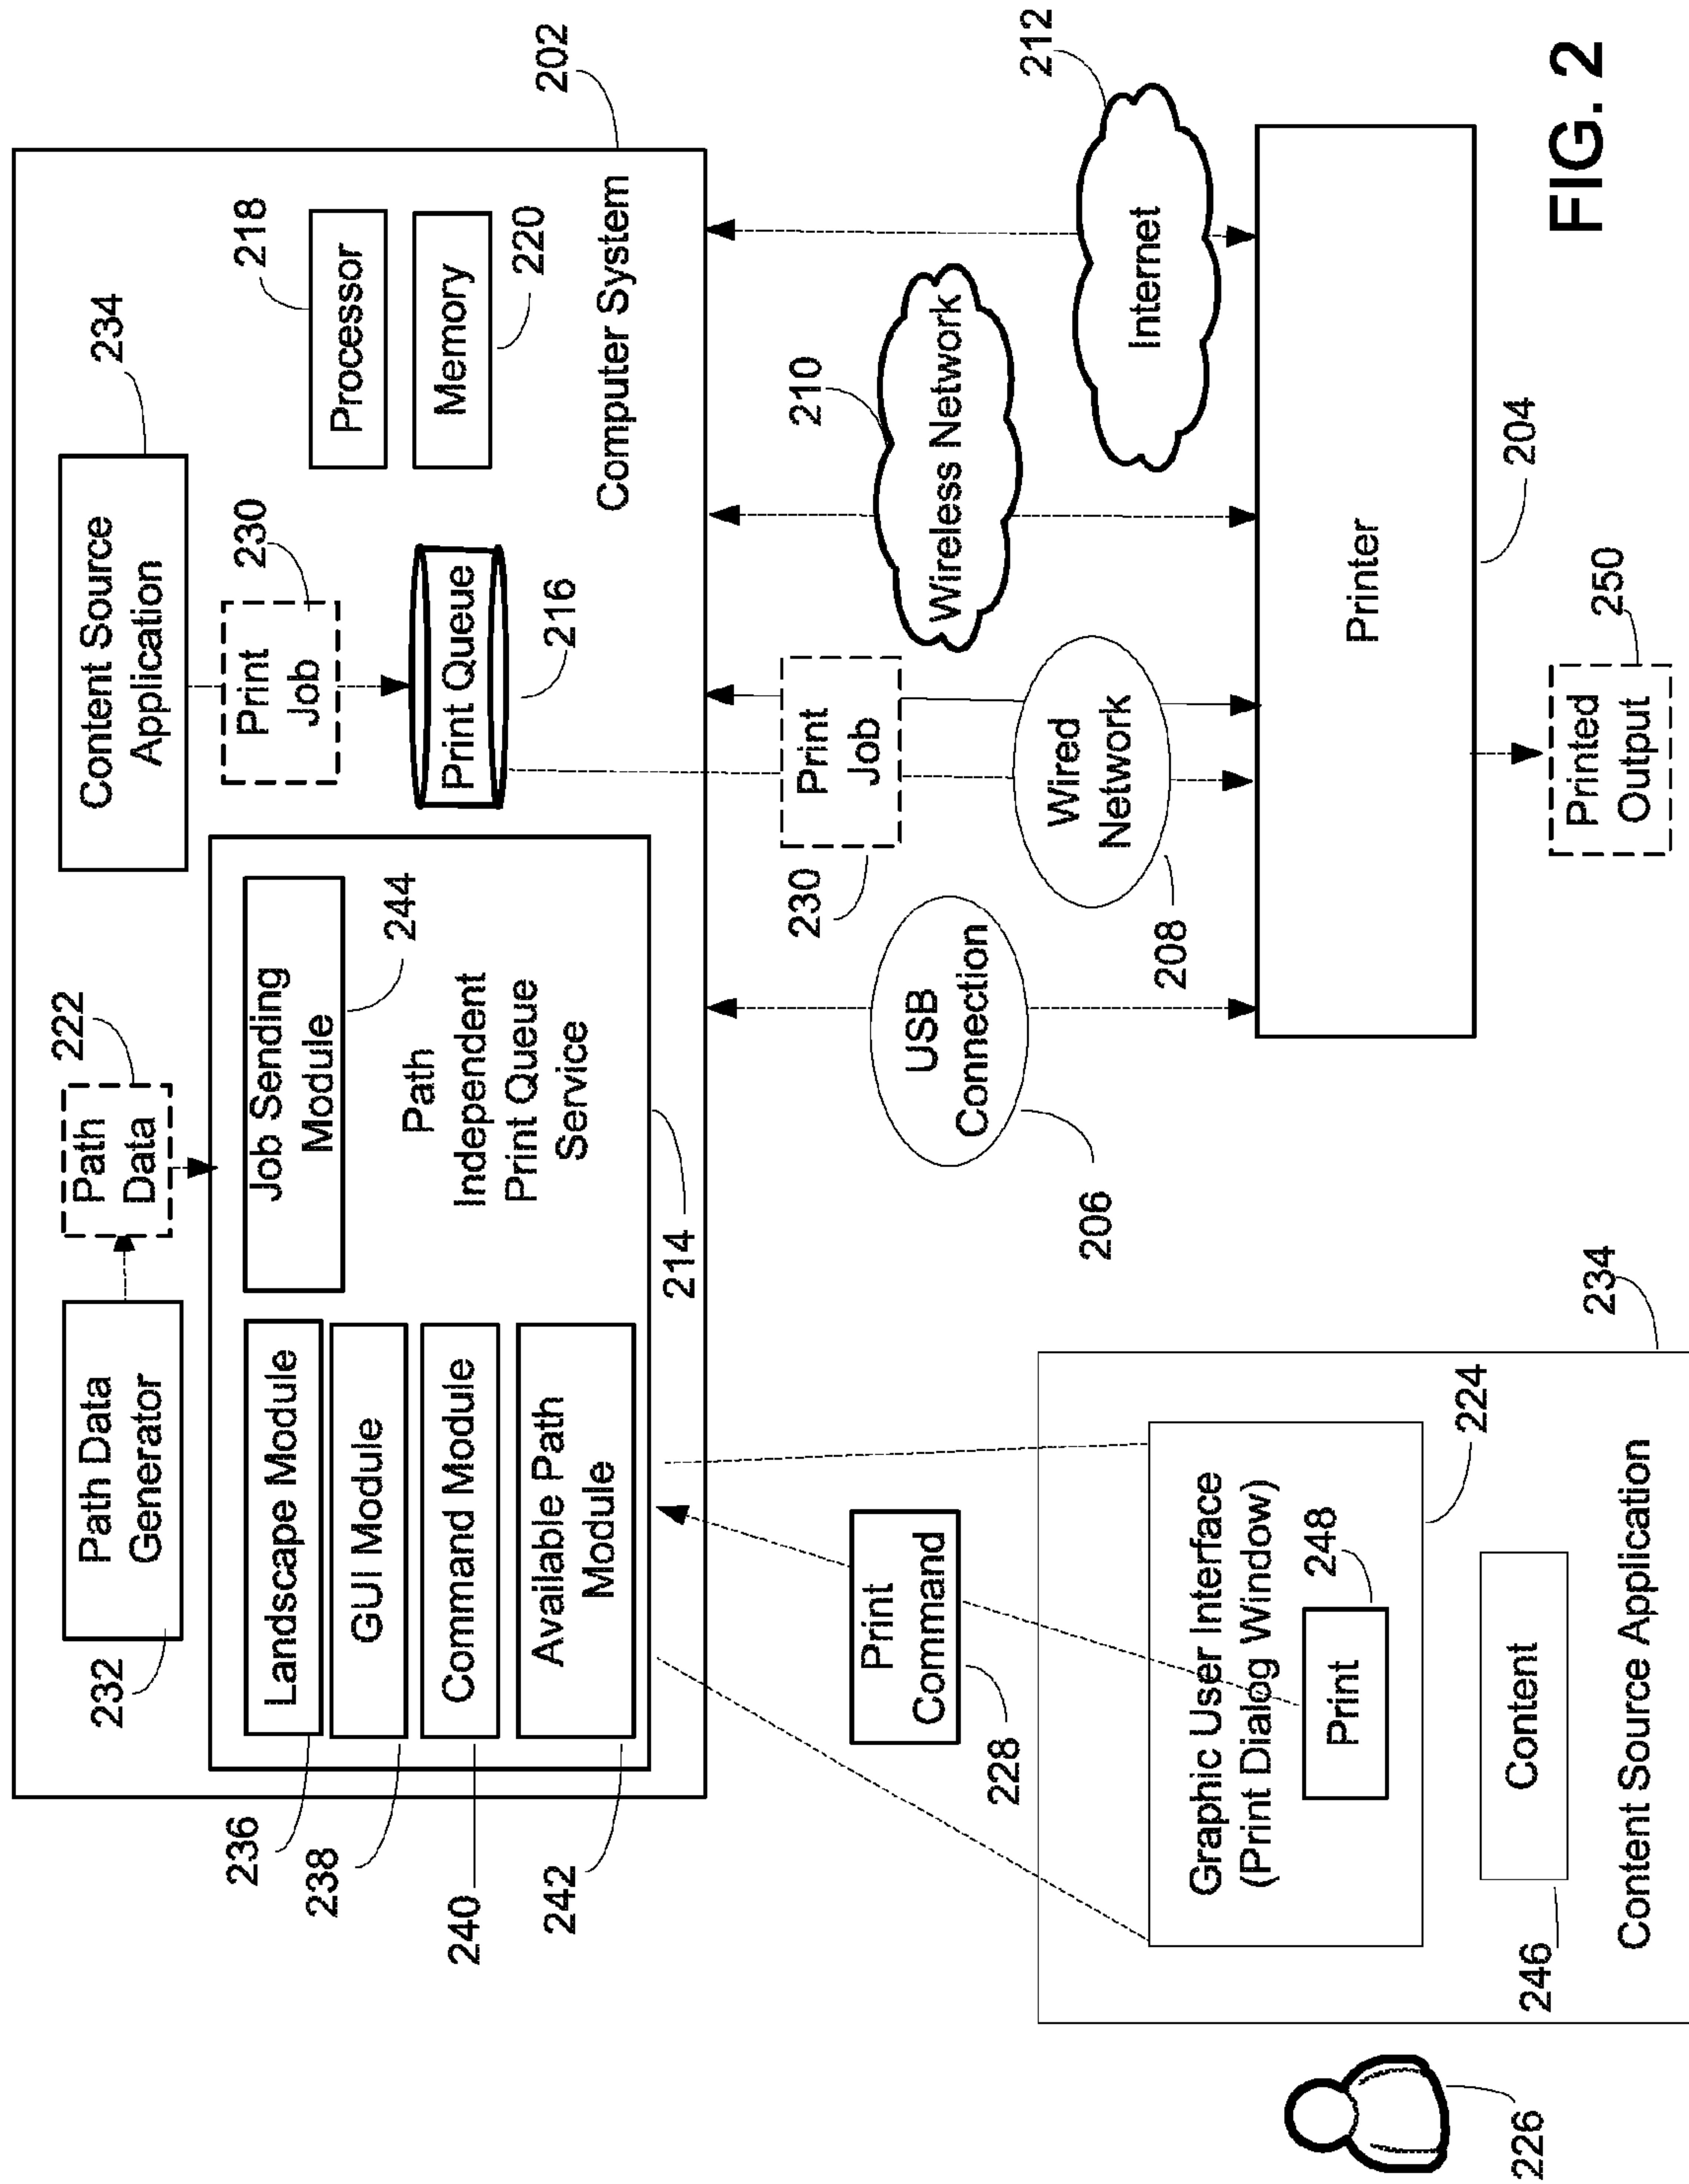 234
202
222
Path Data
Generator
Path
Data
Content Source
Application
232
230
218
Print
Job
Processor
236
Landscape Module
Job Sending
Module
238
GUI Module
244
220
240
Command Module
Path
Independent
Print Queue
Service
Print Queue
Memory
242
Available Path
Module
216
Computer System
214
230
Print
Job
210
212
Print
Command
USB
Connection
Wireless Network
228
Wired
Network
Internet
206
208
Graphic User Interface
(Print Dialog Window)
248
Print
224
Printer
204
246
Content
226
Content Source Application
234
Printed
Output
250
FIG. 2